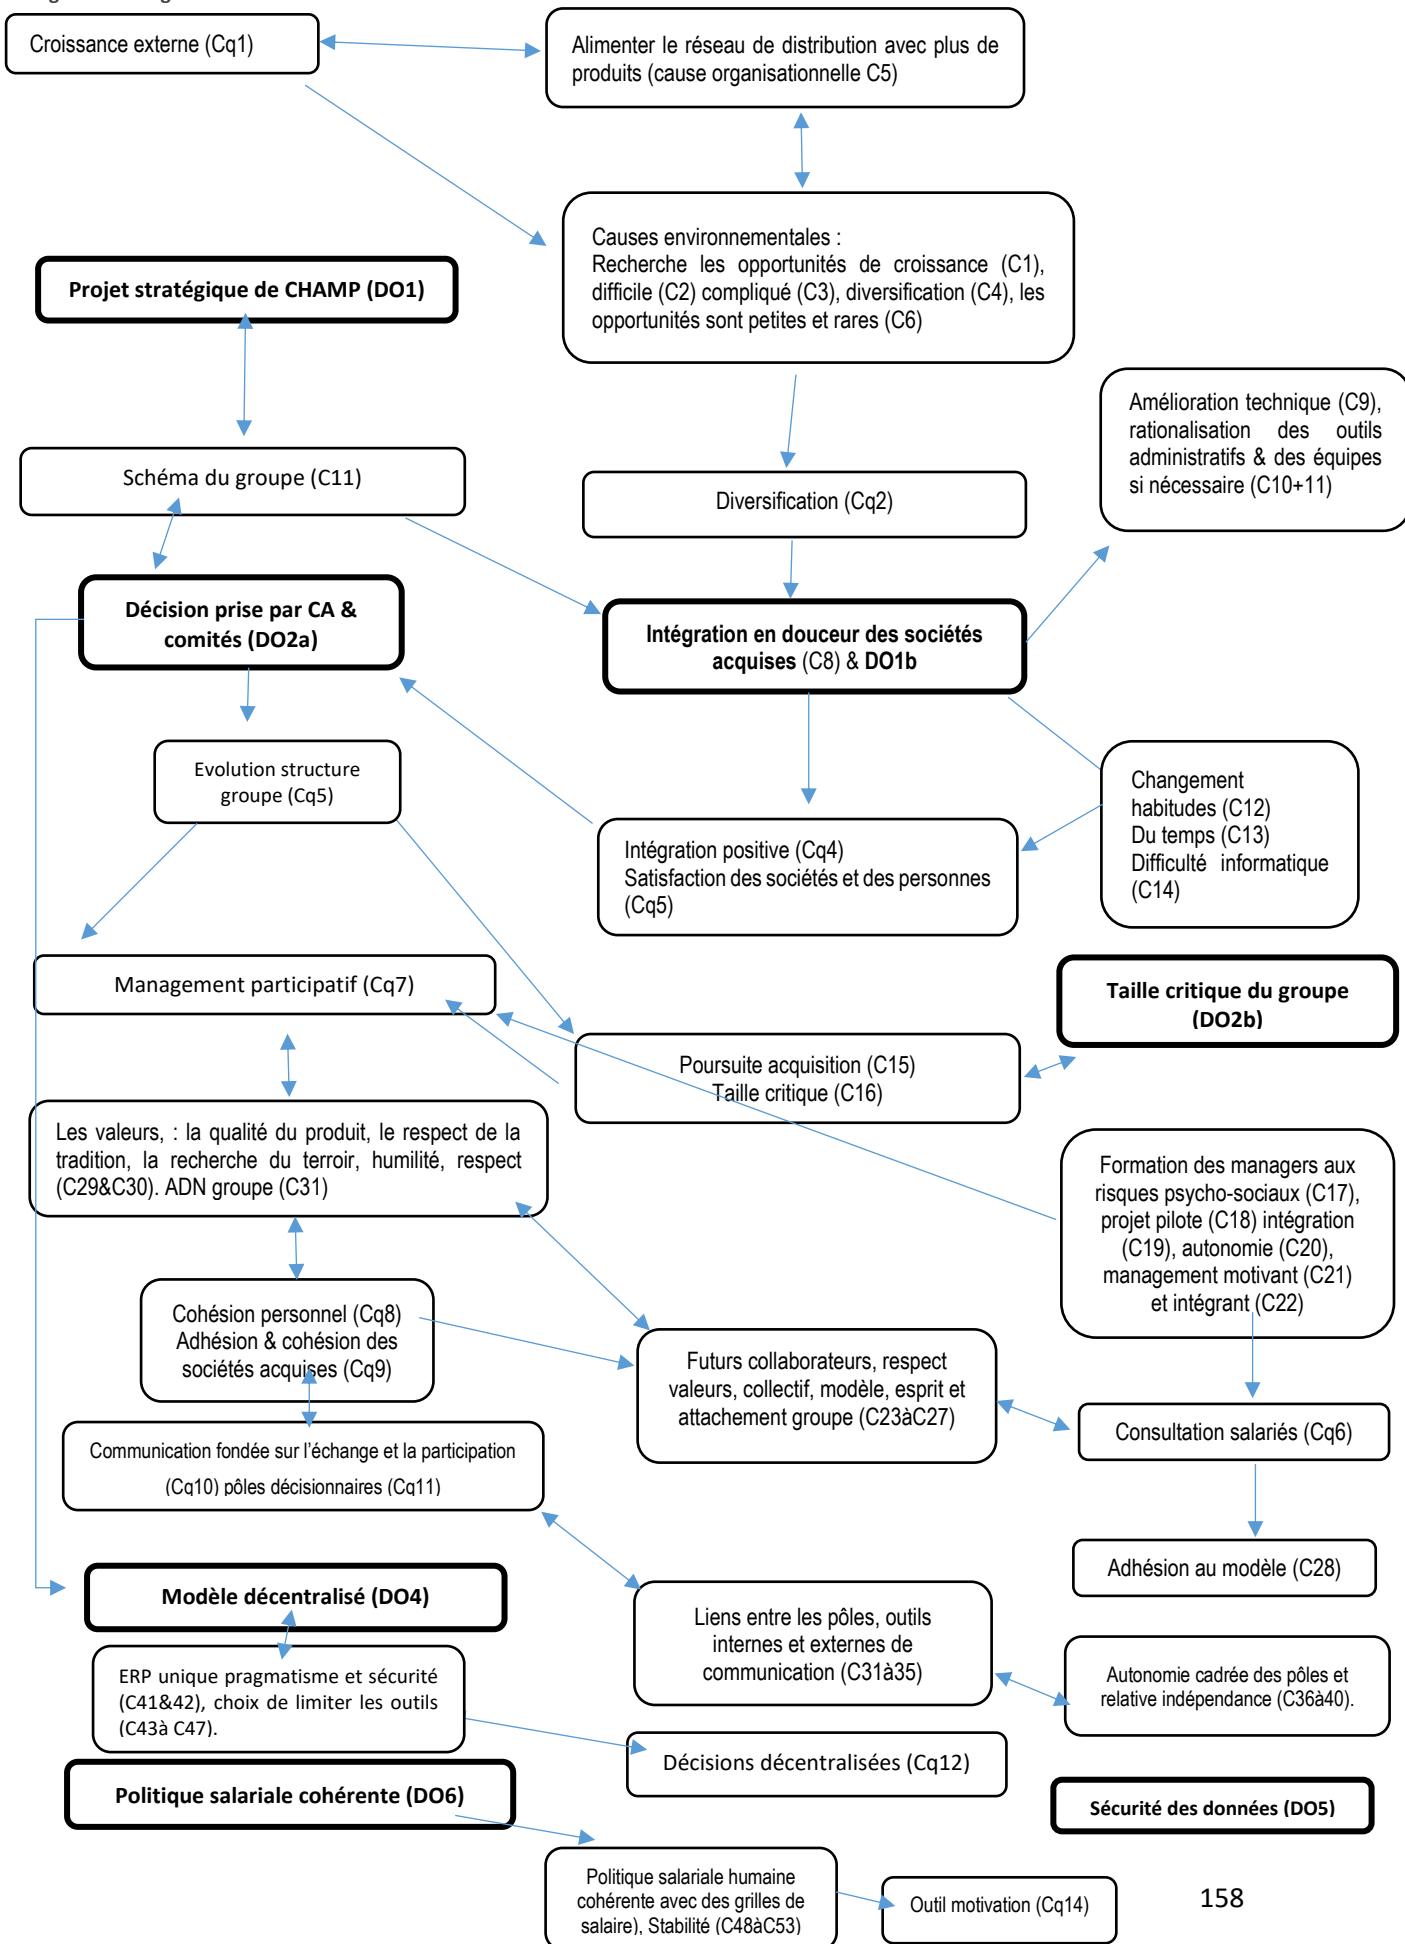 Croissance externe (Cq1)
Alimenter le réseau de distribution avec plus de
produits (cause organisationnelle C5)
Causes environnementales :
Recherche les opportunités de croissance (C1),
difficile (C2) compliqué (C3), diversification (C4), les
opportunités sont petites et rares (C6)
Projet stratégique de CHAMP (DO1)
Amélioration technique (C9),
rationalisation des outils
administratifs & des équipes
si nécessaire (C10+11)
Schéma du groupe (C11)
Diversification (Cq2)
Décision prise par CA &
comités (DO2a)
Intégration en douceur des sociétés
acquises (C8) & DO1b
Evolution structure
groupe (Cq5)
Changement
habitudes (C12)
Du temps (C13)
Difficulté informatique
(C14)
Intégration positive (Cq4)
Satisfaction des sociétés et des personnes
(Cq5)
Management participatif (Cq7)
Taille critique du groupe
(DO2b)
Poursuite acquisition (C15)
Taille critique (C16)
Les valeurs, : la qualité du produit, le respect de la
tradition, la recherche du terroir, humilité, respect
(C29&C30). ADN groupe (C31)
Formation des managers aux
risques psycho-sociaux (C17),
projet pilote (C18) intégration
(C19), autonomie (C20),
management motivant (C21)
et intégrant (C22)
Cohésion personnel (Cq8)
Adhésion & cohésion des
sociétés acquises (Cq9)
Futurs collaborateurs, respect
valeurs, collectif, modèle, esprit et
attachement groupe (C23àC27)
Consultation salariés (Cq6)
Communication fondée sur l'échange et la participation
(Cq10) pôles décisionnaires (Cq11)
Adhésion au modèle (C28)
Modèle décentralisé (DO4)
Liens entre les pôles, outils
internes et externes de
communication (C31à35)
ERP unique pragmatisme et sécurité
(C41&42), choix de limiter les outils
(C43à C47).
Autonomie cadrée des pôles et
relative indépendance (C36à40).
Décisions décentralisées (Cq12)
Politique salariale cohérente (DO6)
Sécurité des données (DO5)
Politique salariale humaine
cohérente avec des grilles de
salaire), Stabilité (C48àC53)
Outil motivation (Cq14)
158